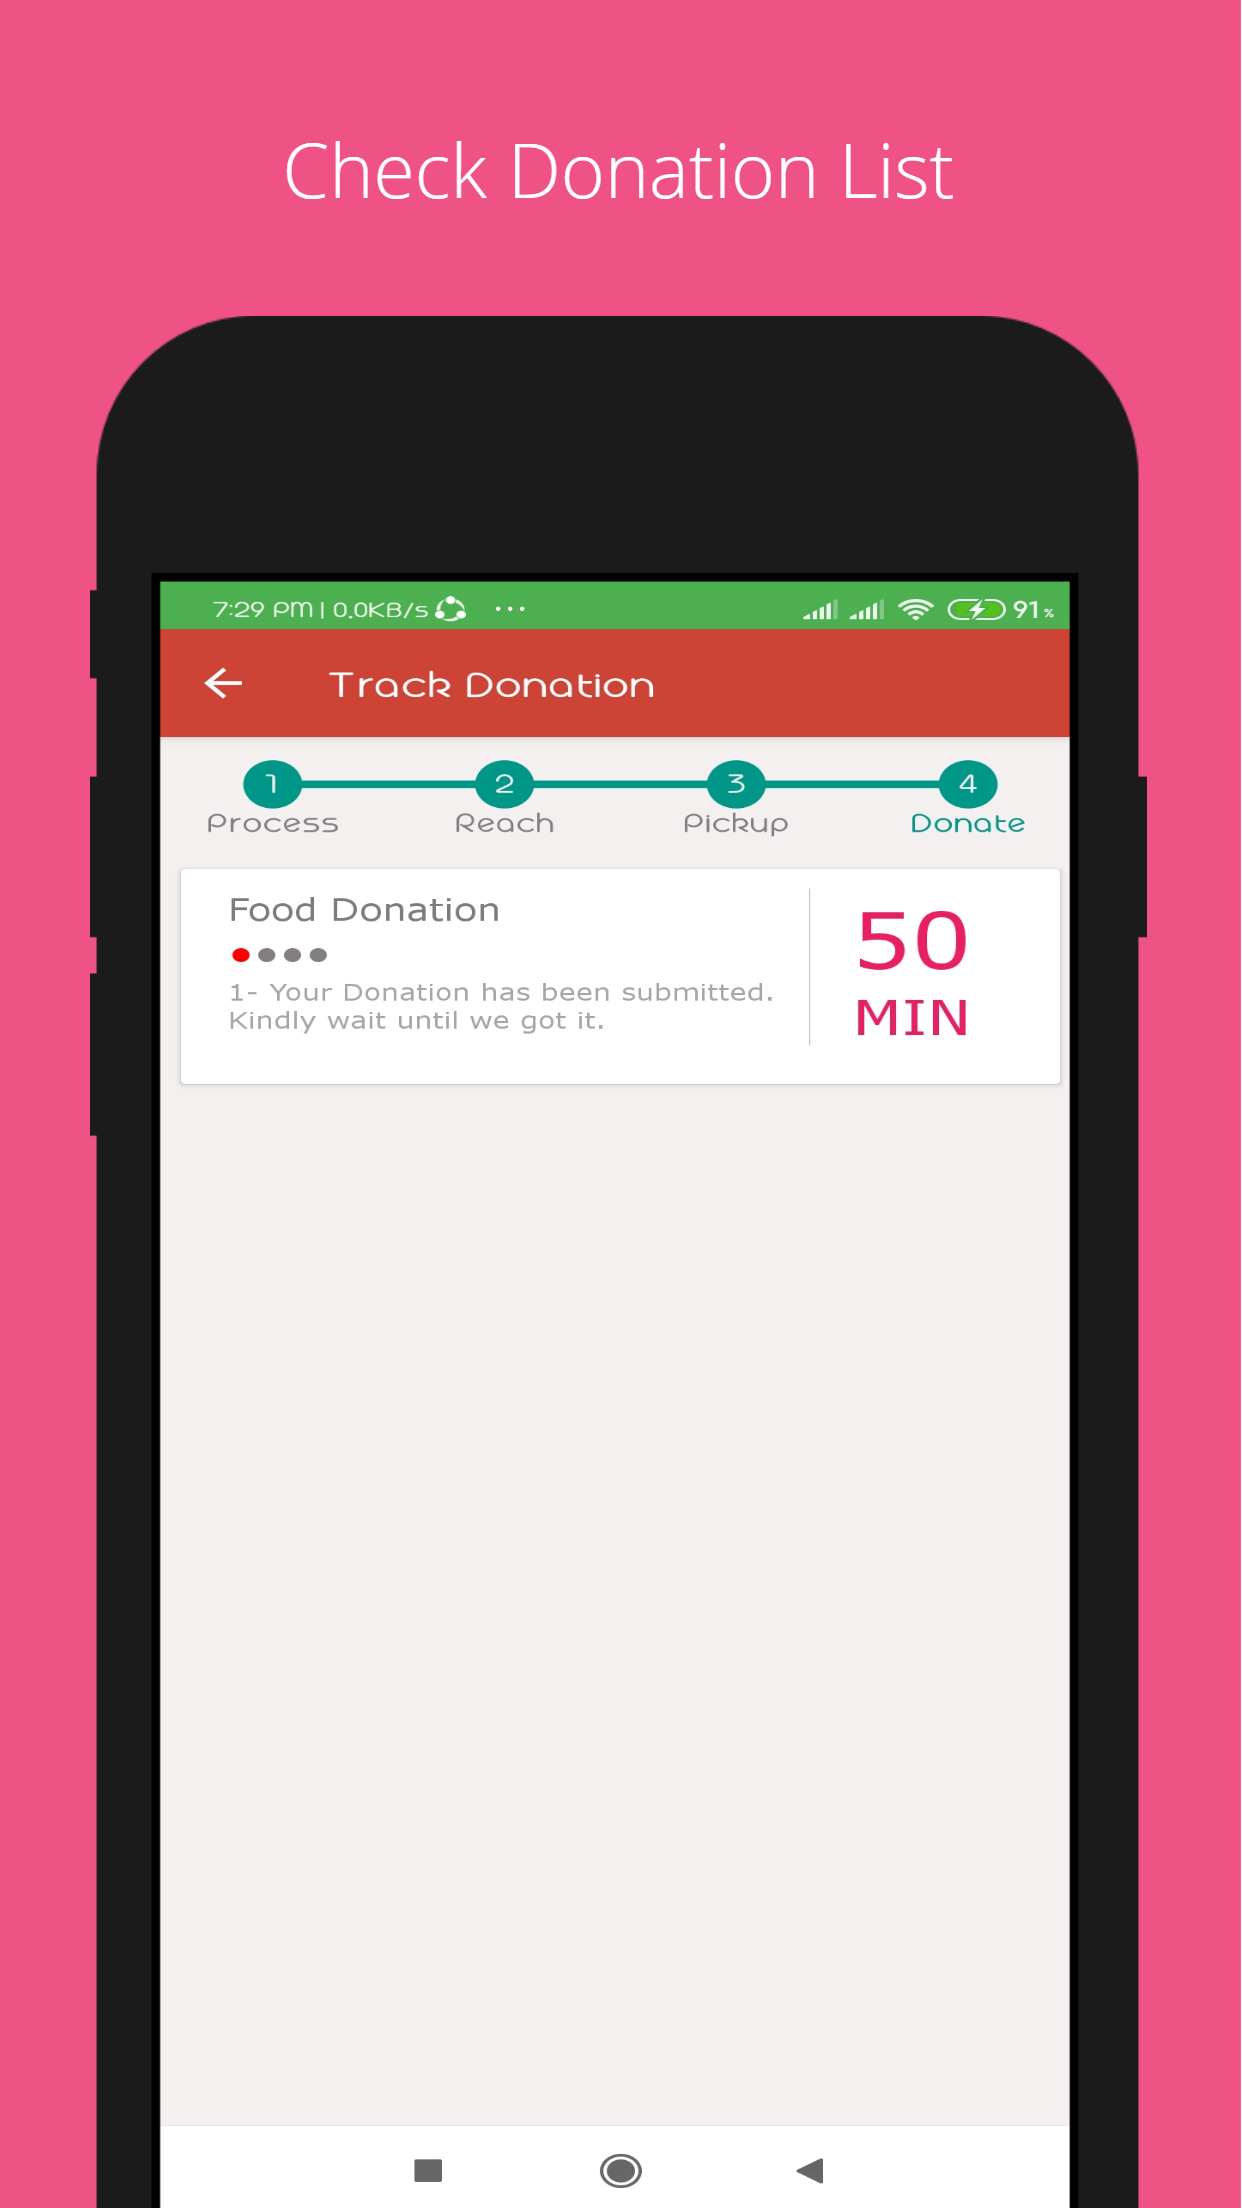 Check Donation List
7:29 PM | 0.0KB/s ...
91%
Track Donation
1 2 3 4
Process Reach Pickup Donate
Food Donation
1- Your Donation has been submitted.
Kindly wait until we got it.
50
MIN